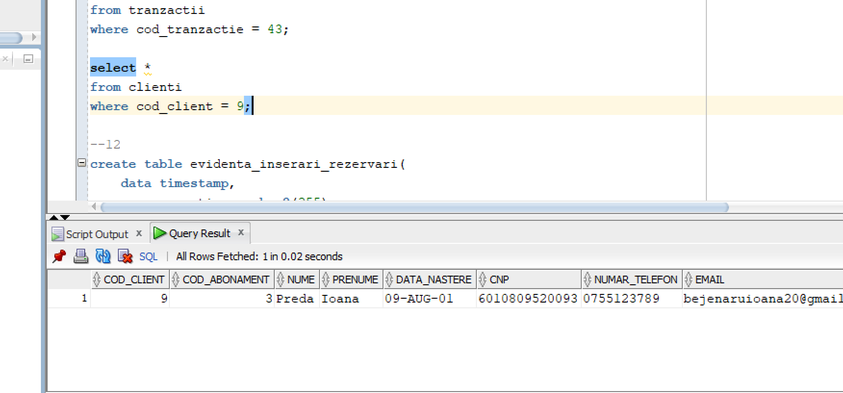 from tranzactii
where cod_tranzactie = 43;
select *
from clienti
where cod_client = 9;
--12
create table evidenta_inserari_rezervari(
data timestamp,
Script Output x Query Result x
SQL | All Rows Fetched: 1 in 0.02 seconds
COD_CLIENT COD_ABONAMENT NUME PRENUME DATA_NASTERE CNP NUMAR_TELEFON EMAIL
1 9 3 Preda Ioana 09-AUG-01 6010809520093 0755123789 bejenaruioana20@gmail